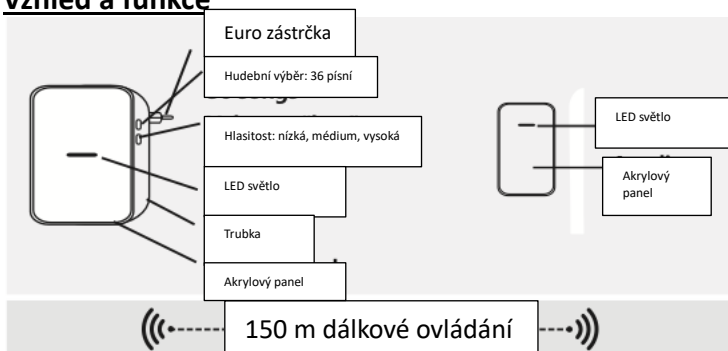 Vzhled a funkce
Euro zástrčka
Hudební výběr: 36 písní
Hlasitost: nízká, médium, vysoká
LED světlo
Trubka
Akrylový panel
LED světlo
Akrylový
panel
150 m dálkové ovládání